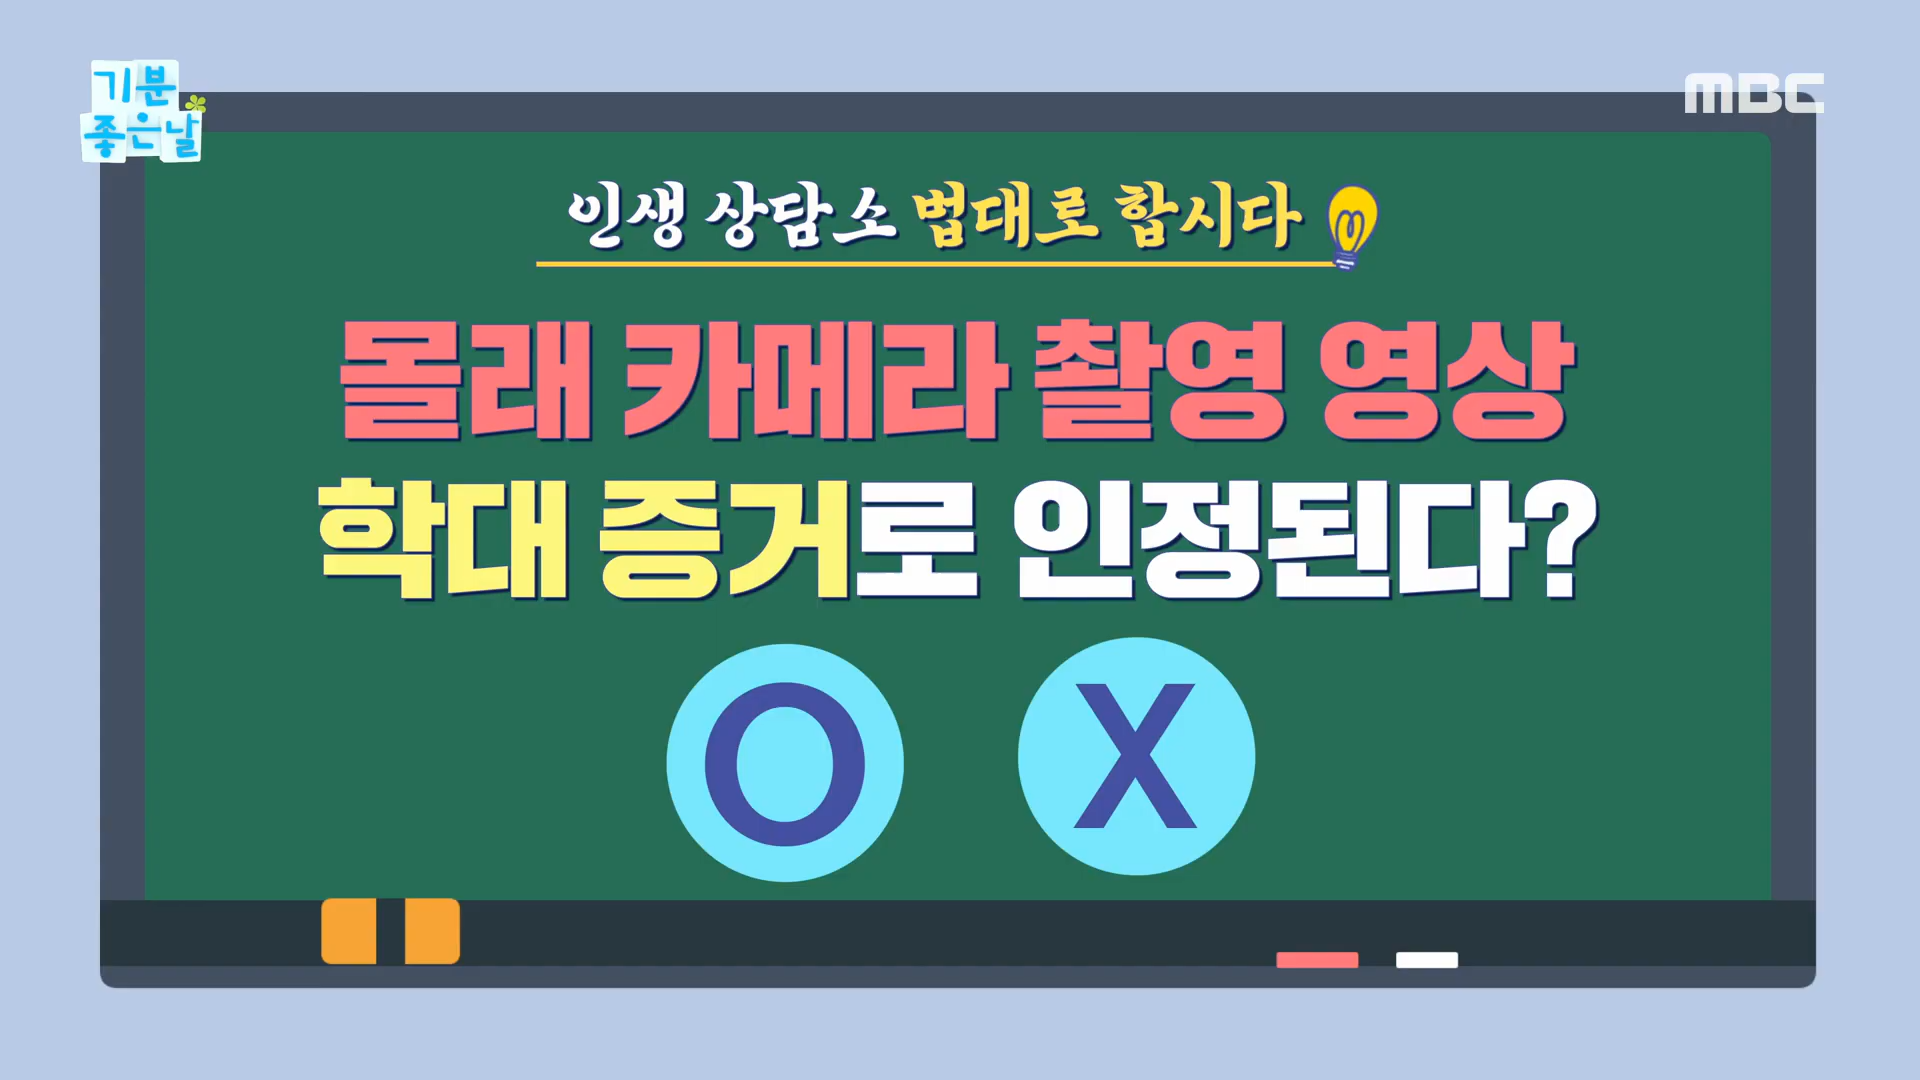 기분
좋은날
MBC
인생 상담소 법대로 합시다
몰래 카메라 촬영 영상
학대 증거로 인정된다?
O X